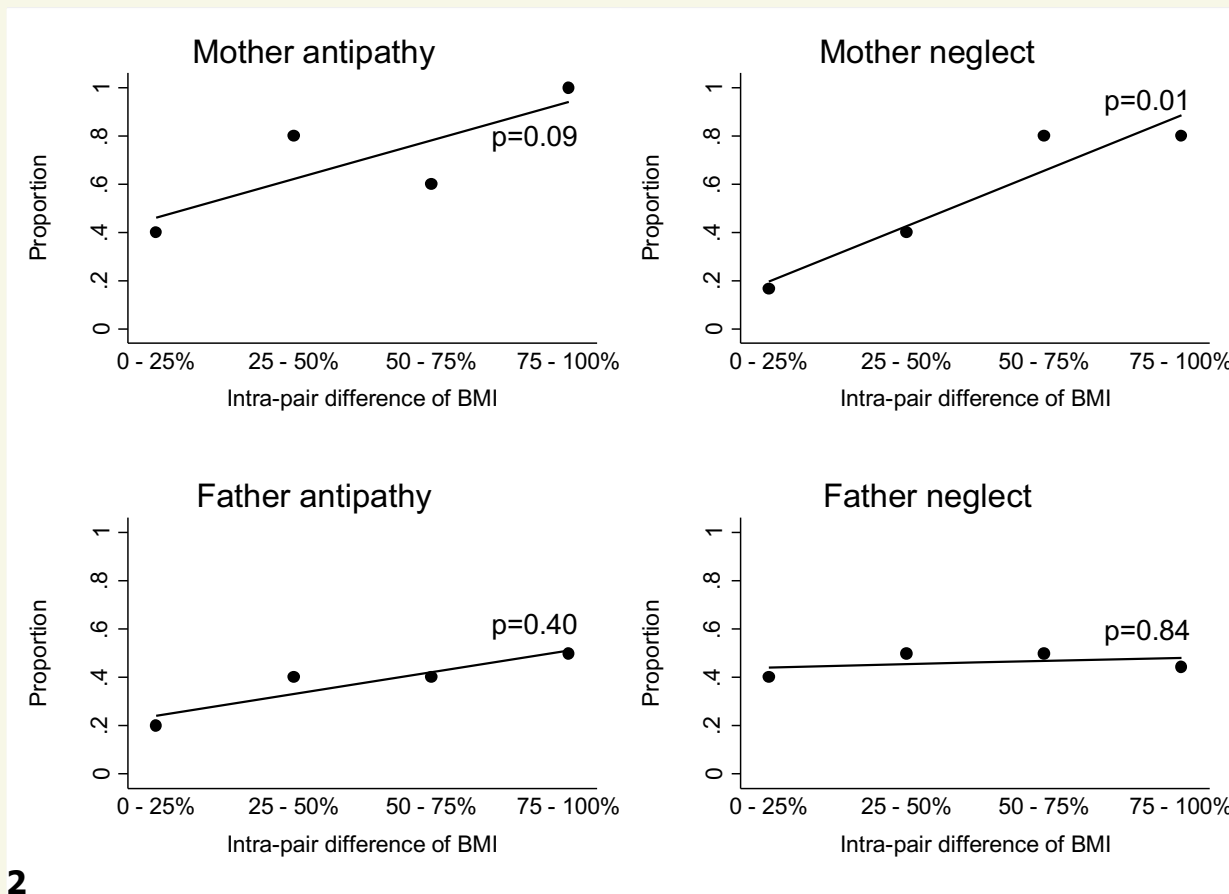 Mother antipathy
Proportion
0 .2 .4 .6 .8 1
p=0.09
0 - 25% 25 - 50% 50 - 75% 75 - 100%
Intra-pair difference of BMI
Mother neglect
Proportion
0 .2 .4 .6 .8 1
p=0.01
0 - 25% 25 - 50% 50 - 75% 75 - 100%
Intra-pair difference of BMI
Father antipathy
Proportion
0 .2 .4 .6 .8 1
p=0.40
0 - 25% 25 - 50% 50 - 75% 75 - 100%
Intra-pair difference of BMI
Father neglect
Proportion
0 .2 .4 .6 .8 1
p=0.84
0 - 25% 25 - 50% 50 - 75% 75 - 100%
Intra-pair difference of BMI
2